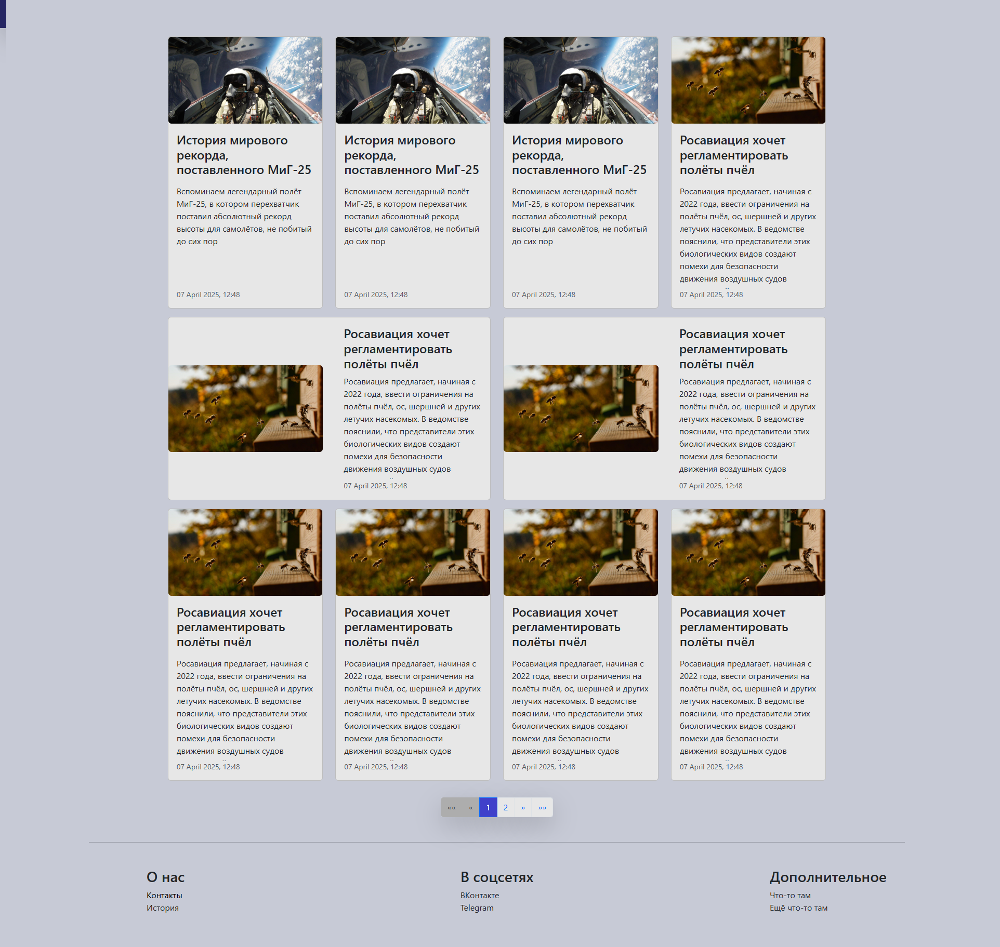 История мирового
рекорда,
поставленного МиГ-25
Вспоминаем легендарный полёт
МиГ-25, в котором перехватчик
поставил абсолютный рекорд
высоты для самолётов, не побитый
до сих пор
07 April 2025, 12:48
История мирового
рекорда,
поставленного МиГ-25
Вспоминаем легендарный полёт
МиГ-25, в котором перехватчик
поставил абсолютный рекорд
высоты для самолётов, не побитый
до сих пор
07 April 2025, 12:48
История мирового
рекорда,
поставленного МиГ-25
Вспоминаем легендарный полёт
МиГ-25, в котором перехватчик
поставил абсолютный рекорд
высоты для самолётов, не побитый
до сих пор
07 April 2025, 12:48
Росавиация хочет
регламентировать
полёты пчёл
Росавиация предлагает, начиная с
2022 года, ввести ограничения на
полёты пчёл, ос, шершней и других
летучих насекомых. В ведомстве
пояснили, что представители этих
биологических видов создают
помехи для безопасности
движения воздушных судов
07 April 2025, 12:48
Росавиация хочет
регламентировать
полёты пчёл
Росавиация предлагает, начиная с
2022 года, ввести ограничения на
полёты пчёл, ос, шершней и других
летучих насекомых. В ведомстве
пояснили, что представители этих
биологических видов создают
помехи для безопасности
движения воздушных судов
07 April 2025, 12:48
Росавиация хочет
регламентировать
полёты пчёл
Росавиация предлагает, начиная с
2022 года, ввести ограничения на
полёты пчёл, ос, шершней и других
летучих насекомых. В ведомстве
пояснили, что представители этих
биологических видов создают
помехи для безопасности
движения воздушных судов
07 April 2025, 12:48
Росавиация хочет
регламентировать
полёты пчёл
Росавиация предлагает, начиная с
2022 года, ввести ограничения на
полёты пчёл, ос, шершней и других
летучих насекомых. В ведомстве
пояснили, что представители этих
биологических видов создают
помехи для безопасности
движения воздушных судов
07 April 2025, 12:48
Росавиация хочет
регламентировать
полёты пчёл
Росавиация предлагает, начиная с
2022 года, ввести ограничения на
полёты пчёл, ос, шершней и других
летучих насекомых. В ведомстве
пояснили, что представители этих
биологических видов создают
помехи для безопасности
движения воздушных судов
07 April 2025, 12:48
Росавиация хочет
регламентировать
полёты пчёл
Росавиация предлагает, начиная с
2022 года, ввести ограничения на
полёты пчёл, ос, шершней и других
летучих насекомых. В ведомстве
пояснили, что представители этих
биологических видов создают
помехи для безопасности
движения воздушных судов
07 April 2025, 12:48
Росавиация хочет
регламентировать
полёты пчёл
Росавиация предлагает, начиная с
2022 года, ввести ограничения на
полёты пчёл, ос, шершней и других
летучих насекомых. В ведомстве
пояснили, что представители этих
биологических видов создают
помехи для безопасности
движения воздушных судов
07 April 2025, 12:48
«« « 1 2 » »»
О нас
Контакты
История
В соцсетях
ВКонтакте
Telegram
Дополнительное
Что-то там
Ещё что-то там